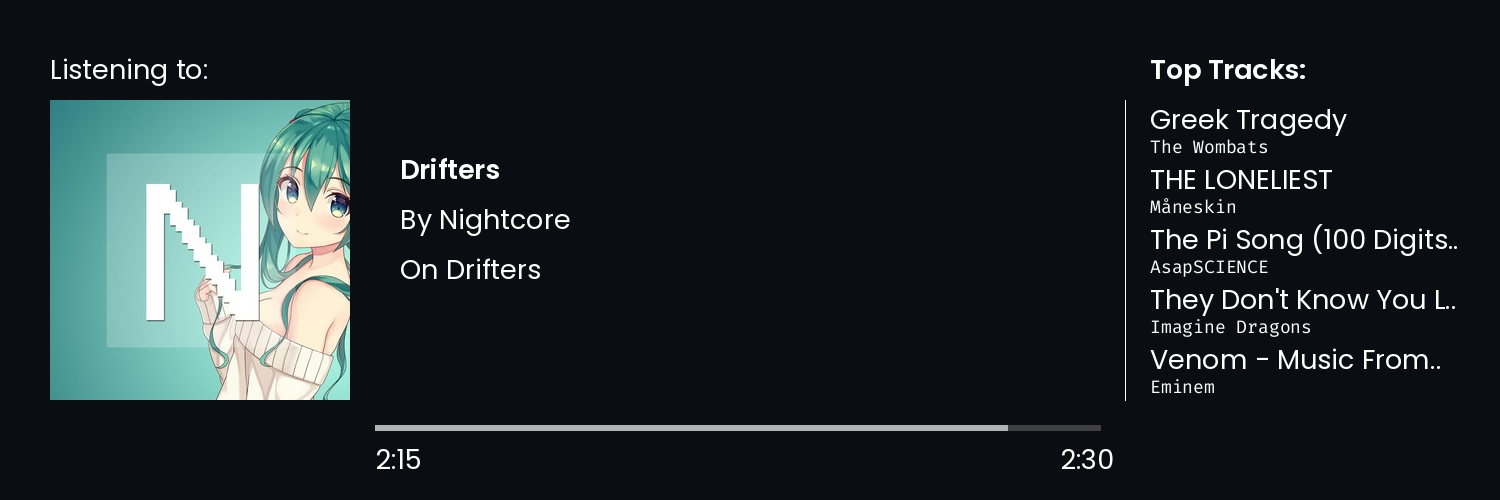 Listening to:
N
Drifters
By Nightcore
On Drifters
2:15
2:30
Top Tracks:
Greek Tragedy
The Wombats
THE LONELIEST
Måneskin
The Pi Song (100 Digits..
AsapSCIENCE
They Don't Know You L..
Imagine Dragons
Venom - Music From..
Eminem